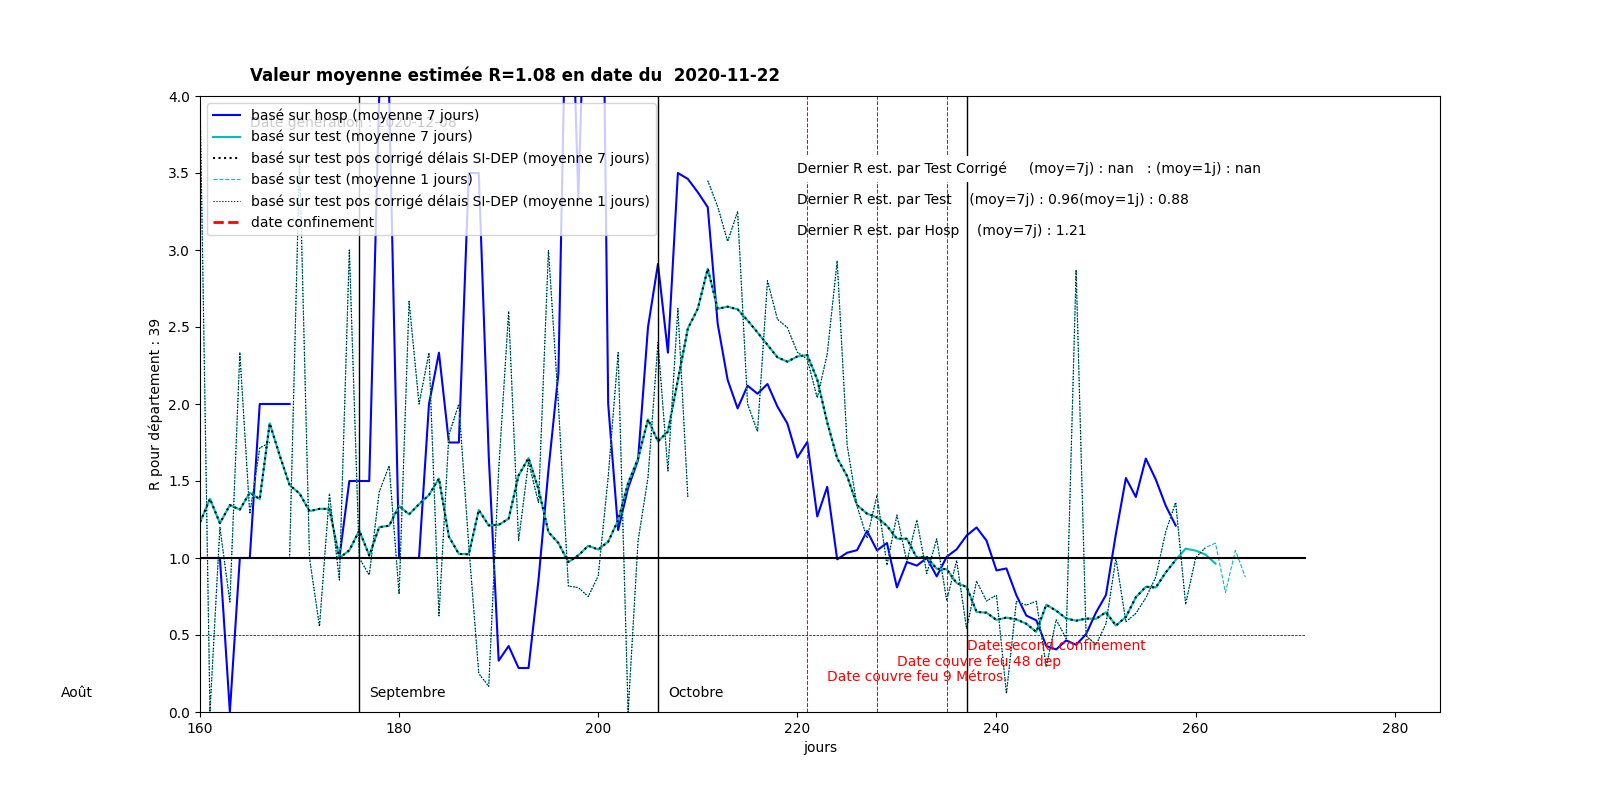 Valeur moyenne estimée R=1.08 en date du  2020-11-22
4.0
3.5
3.0
2.5
2.0
1.5
1.0
0.5
0.0
R pour département : 39
Date génération : 2020-12-08
basé sur hosp (moyenne 7 jours)
basé sur test (moyenne 7 jours)
basé sur test pos corrigé délais SI-DEP (moyenne 7 jours)
basé sur test (moyenne 1 jours)
basé sur test pos corrigé délais SI-DEP (moyenne 1 jours)
date confinement
Dernier R est. par Test Corrigé     (moy=7j) : nan   : (moy=1j) : nan
Dernier R est. par Test    (moy=7j) : 0.96(moy=1j) : 0.88
Dernier R est. par Hosp    (moy=7j) : 1.21
Date second confinement
Date couvre feu 48 dep
Date couvre feu 9 Métros
Août
Septembre
Octobre
160 180 200 220 240 260 280
jours